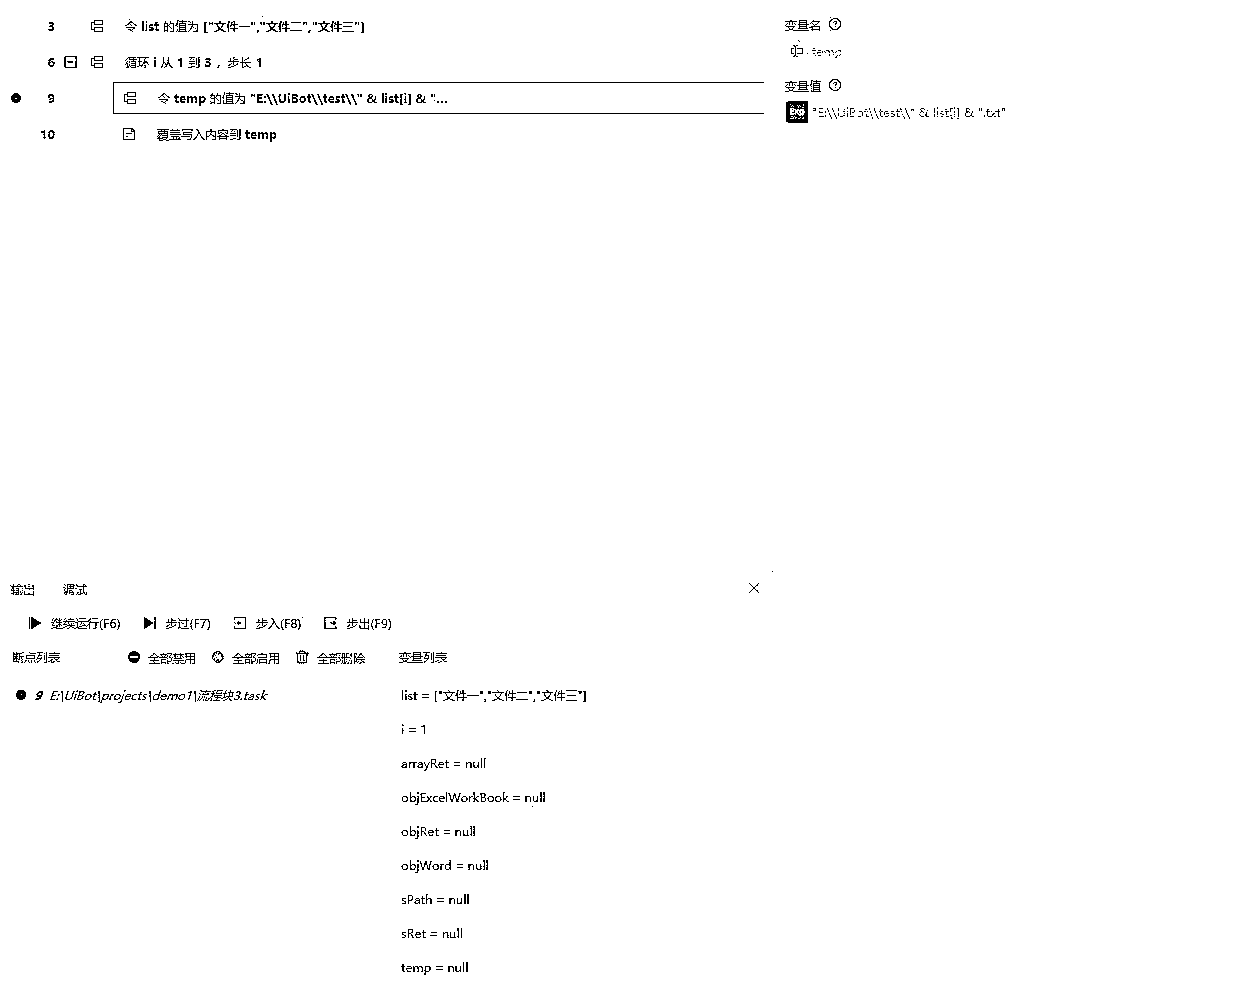 3 令 list 的值为 ["文件一","文件二","文件三"]
6 循环 i 从 1 到 3 ，步长 1
9 令 temp 的值为 "E:\\UiBot\\test\\" & list[i] & "...
10 覆盖写入内容到 temp
变量名
temp
变量值
Exp "E:\\UiBot\\test\\" & list[i] & ".txt"
输出 调试
继续运行(F6) 步过(F7) 步入(F8) 步出(F9)
断点列表 全部禁用 全部启用 全部删除 变量列表
9 E:\UiBot\projects\demo1\流程块3.task
list = ["文件一","文件二","文件三"]
i = 1
arrayRet = null
objExcelWorkBook = null
objRet = null
objWord = null
sPath = null
sRet = null
temp = null